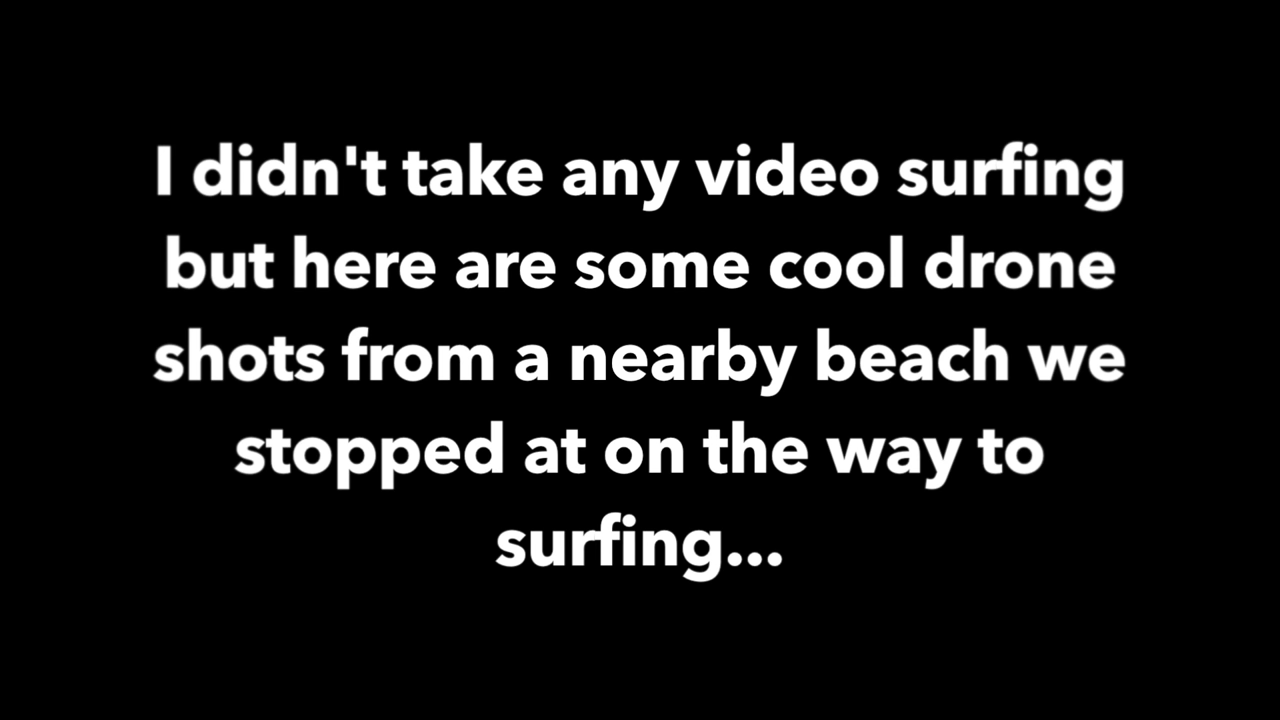 I didn't take any video surfing
but here are some cool drone
shots from a nearby beach we
stopped at on the way to
surfing...